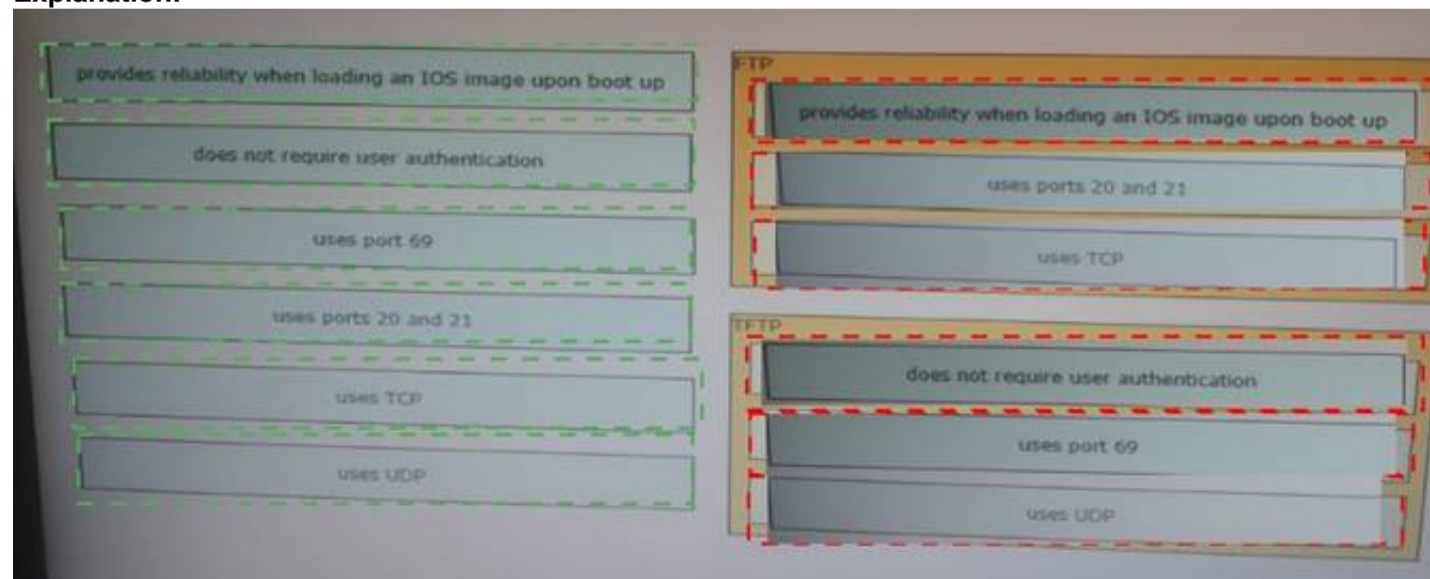 Explanation:
provides reliability when loading an IOS image upon boot up
does not require user authentication
uses port 69
uses ports 20 and 21
uses TCP
uses UDP
FTP
provides reliability when loading an IOS image upon boot up
uses ports 20 and 21
uses TCP
TFTP
does not require user authentication
uses port 69
uses UDP